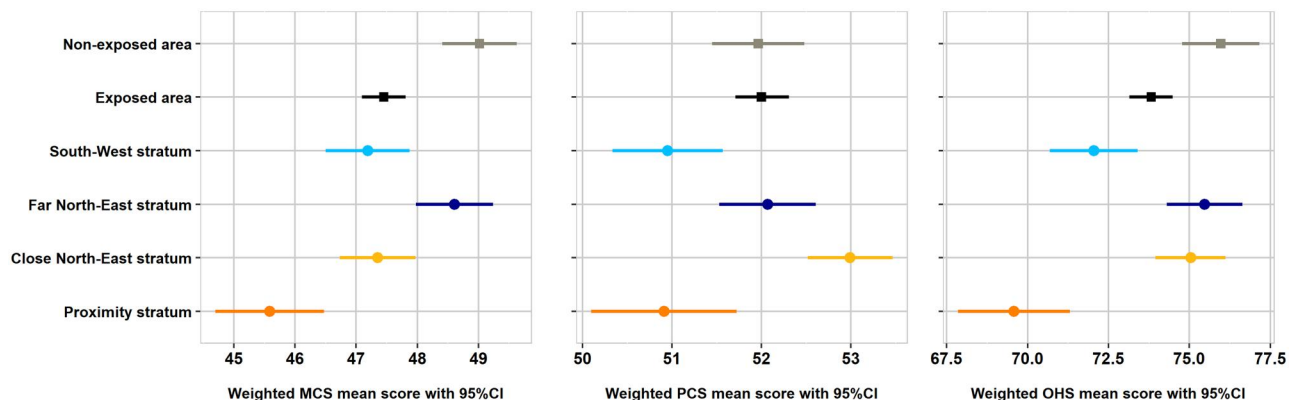 Non-exposed area
Exposed area
South-West stratum
Far North-East stratum
Close North-East stratum
Proximity stratum
45 46 47 48 49
Weighted MCS mean score with 95%CI
50 51 52 53
Weighted PCS mean score with 95%CI
67.5 70.0 72.5 75.0 77.5
Weighted OHS mean score with 95%CI